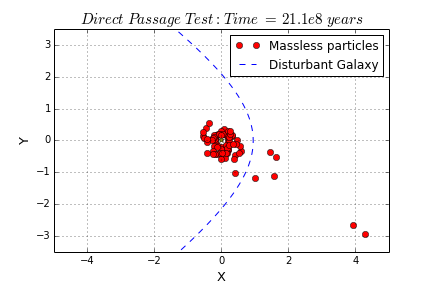 Direct Passage Test: Time = 21.1e8 years
Massless particles
Disturbant Galaxy
Y
3
2
1
0
−1
−2
−3
−4
−2
0
2
4
X